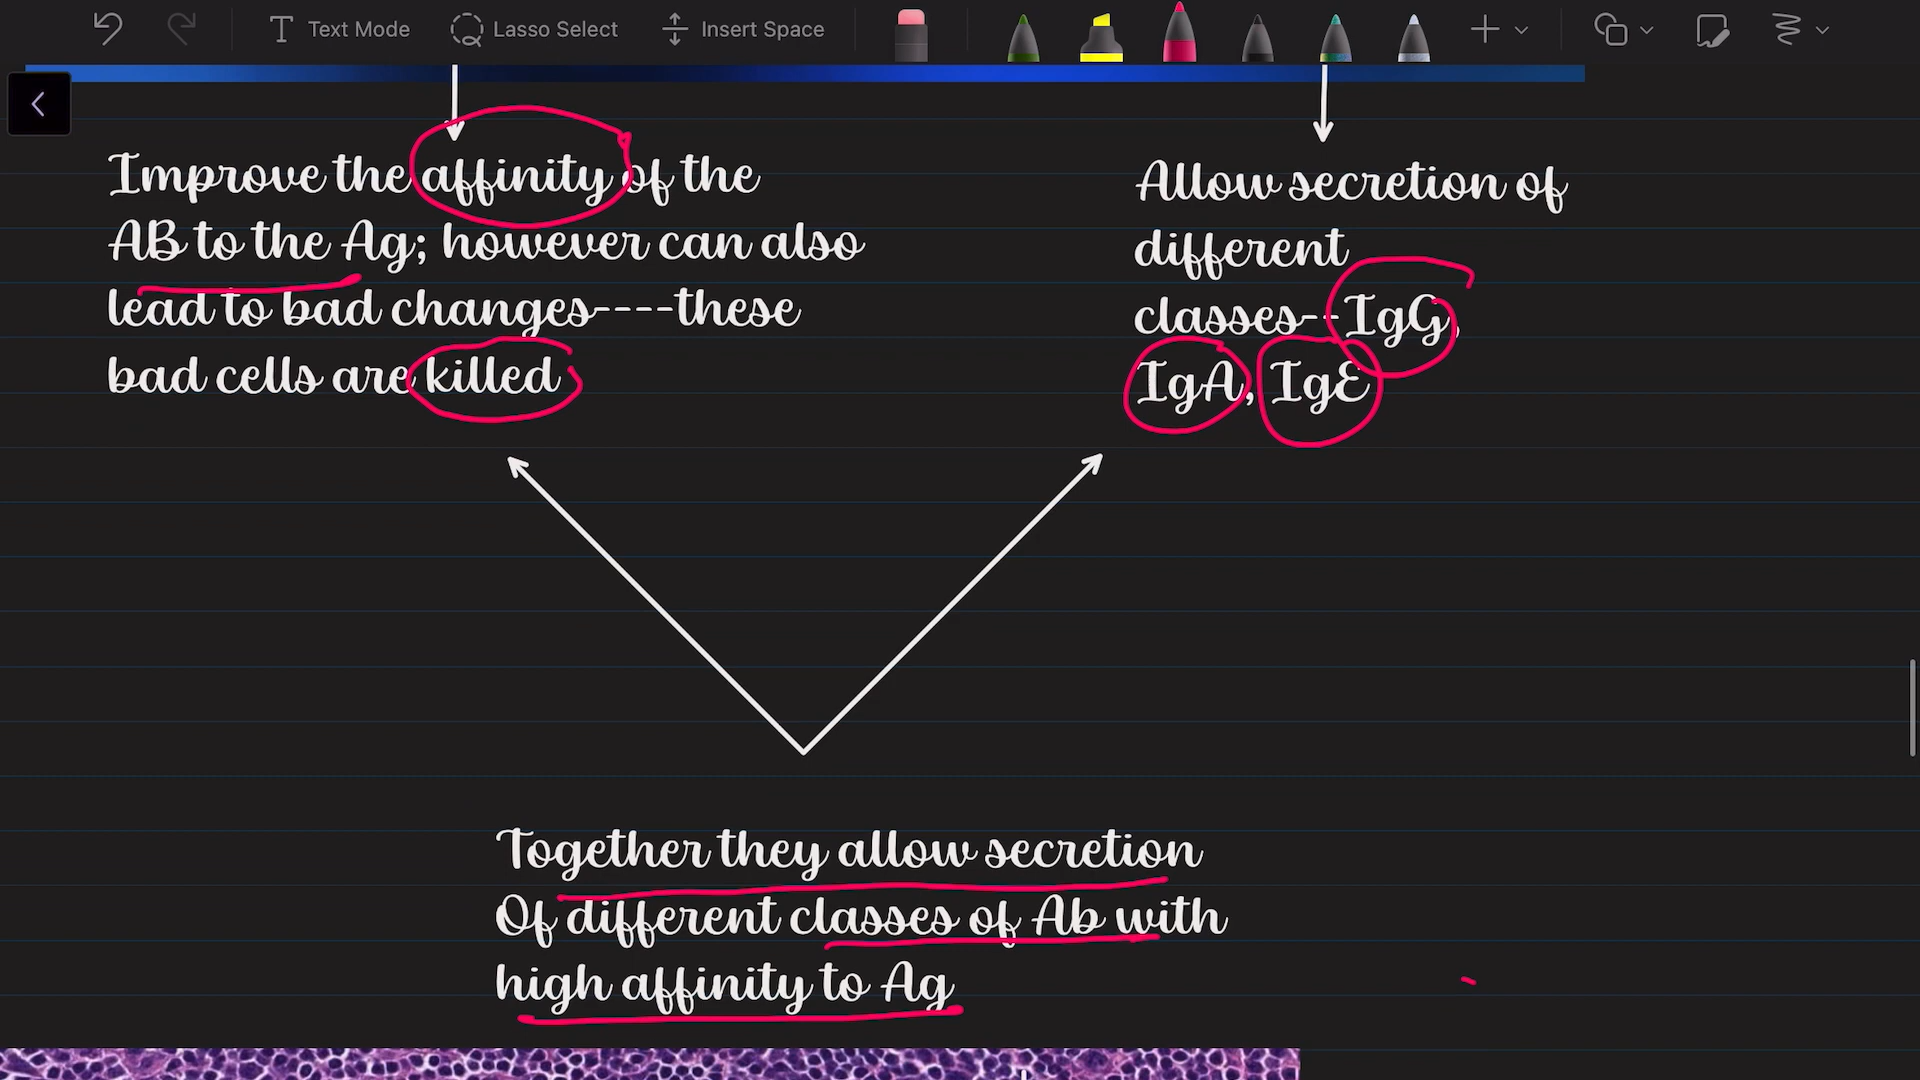 Text Mode
Lasso Select
Insert Space
Improve the affinity of the
AB to the Ag; however can also
lead to bad changes----these
bad cells are killed
Allow secretion of
different
classes--IgG,
IgA, IgE
Together they allow secretion
Of different classes of Ab with
high affinity to Ag